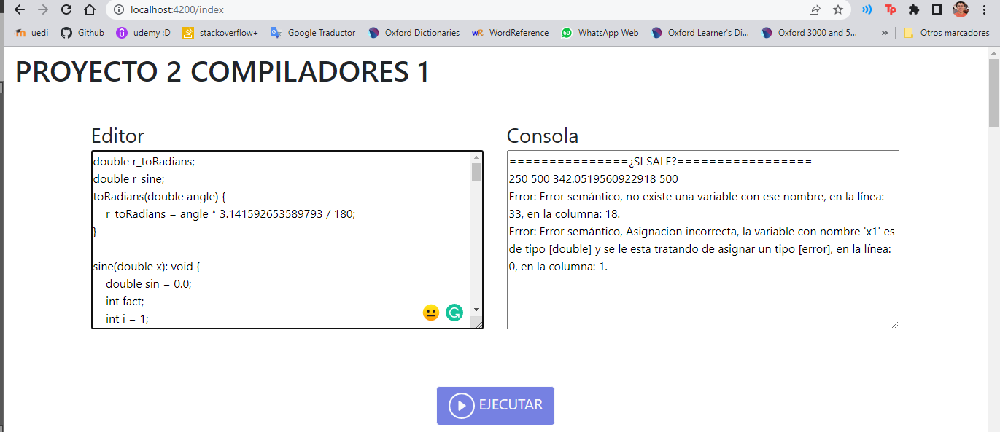 localhost:4200/index
uedi Github udemy :D stackoverflow+ Google Traductor Oxford Dictionaries WordReference WhatsApp Web Oxford Learner's Di... Oxford 3000 and 5... » Otros marcadores
PROYECTO 2 COMPILADORES 1
Editor
double r_toRadians;
double r_sine;
toRadians(double angle) {
r_toRadians = angle * 3.141592653589793 / 180;
}
sine(double x): void {
double sin = 0.0;
int fact;
int i = 1;
Consola
===============¿SI SALE?=================
250 500 342.0519560922918 500
Error: Error semántico, no existe una variable con ese nombre, en la línea:
33, en la columna: 18.
Error: Error semántico, Asignacion incorrecta, la variable con nombre 'x1' es
de tipo [double] y se le esta tratando de asignar un tipo [error], en la línea:
0, en la columna: 1.
EJECUTAR